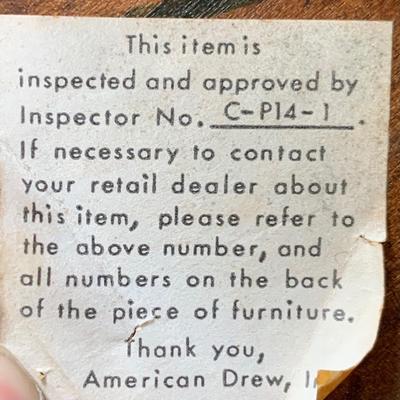 This item is
inspected and approved by
Inspector No. C-P14-1.
If necessary to contact
your retail dealer about
this item, please refer to
the above number, and
all numbers on the back
of the piece of furniture.
Thank you,
American Drew,